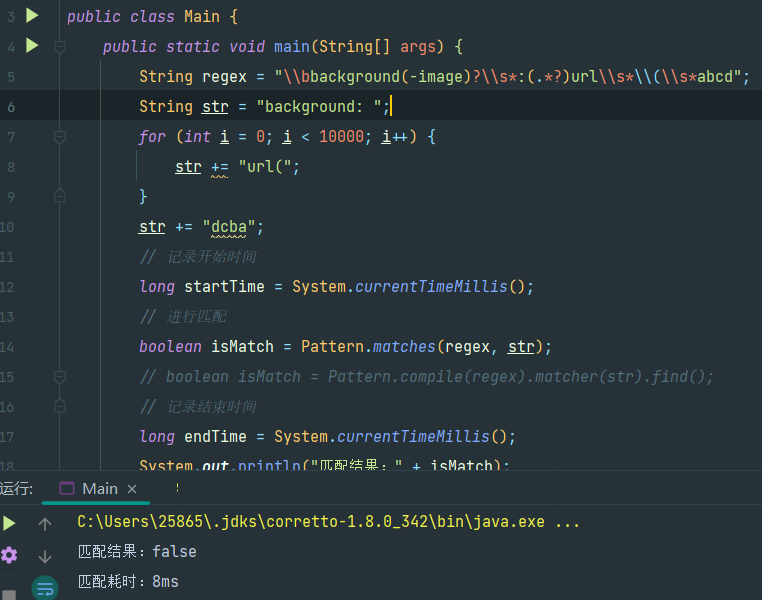 3 public class Main {
4 public static void main(String[] args) {
5 String regex = "\\bbackground(-image)?\\s*:(.*?)url\\s*\\(\\s*abcd";
6 String str = "background: ";
7 for (int i = 0; i < 10000; i++) {
8 str += "url(";
9 }
10 str += "dcba";
11 // 记录开始时间
12 long startTime = System.currentTimeMillis();
13 // 进行匹配
14 boolean isMatch = Pattern.matches(regex, str);
15 // boolean isMatch = Pattern.compile(regex).matcher(str).find();
16 // 记录结束时间
17 long endTime = System.currentTimeMillis();
18 System.out.println("匹配结果：" + isMatch);
运行: Main ×
C:\Users\25865\.jdks\corretto-1.8.0_342\bin\java.exe ...
匹配结果：false
匹配耗时：8ms